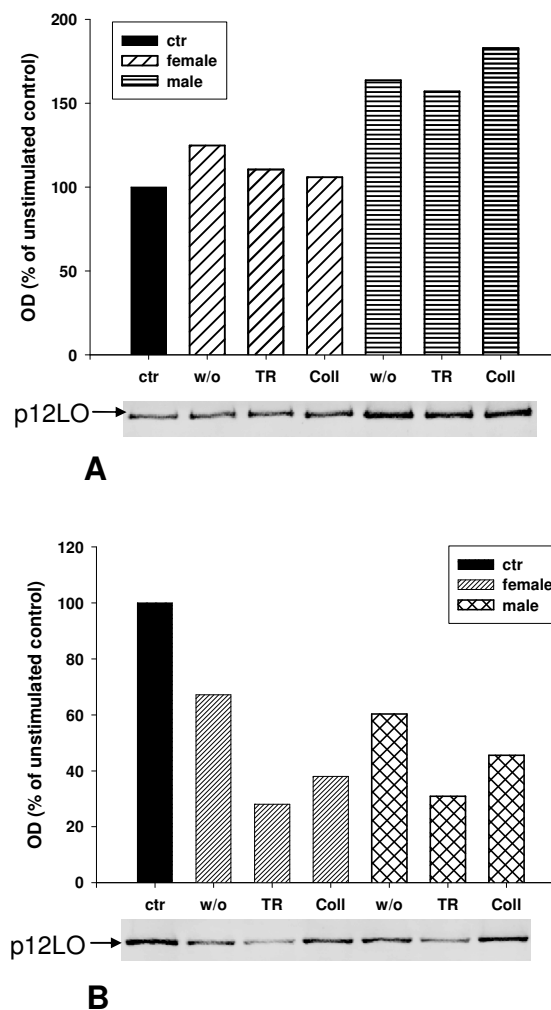 200
150
100
50
0
OD (% of unstimulated control)
ctr
female
male
ctr w/o TR Coll w/o TR Coll
p12LO
A
120
100
80
60
40
20
0
OD (% of unstimulated control)
ctr
female
male
ctr w/o TR Coll w/o TR Coll
p12LO
B